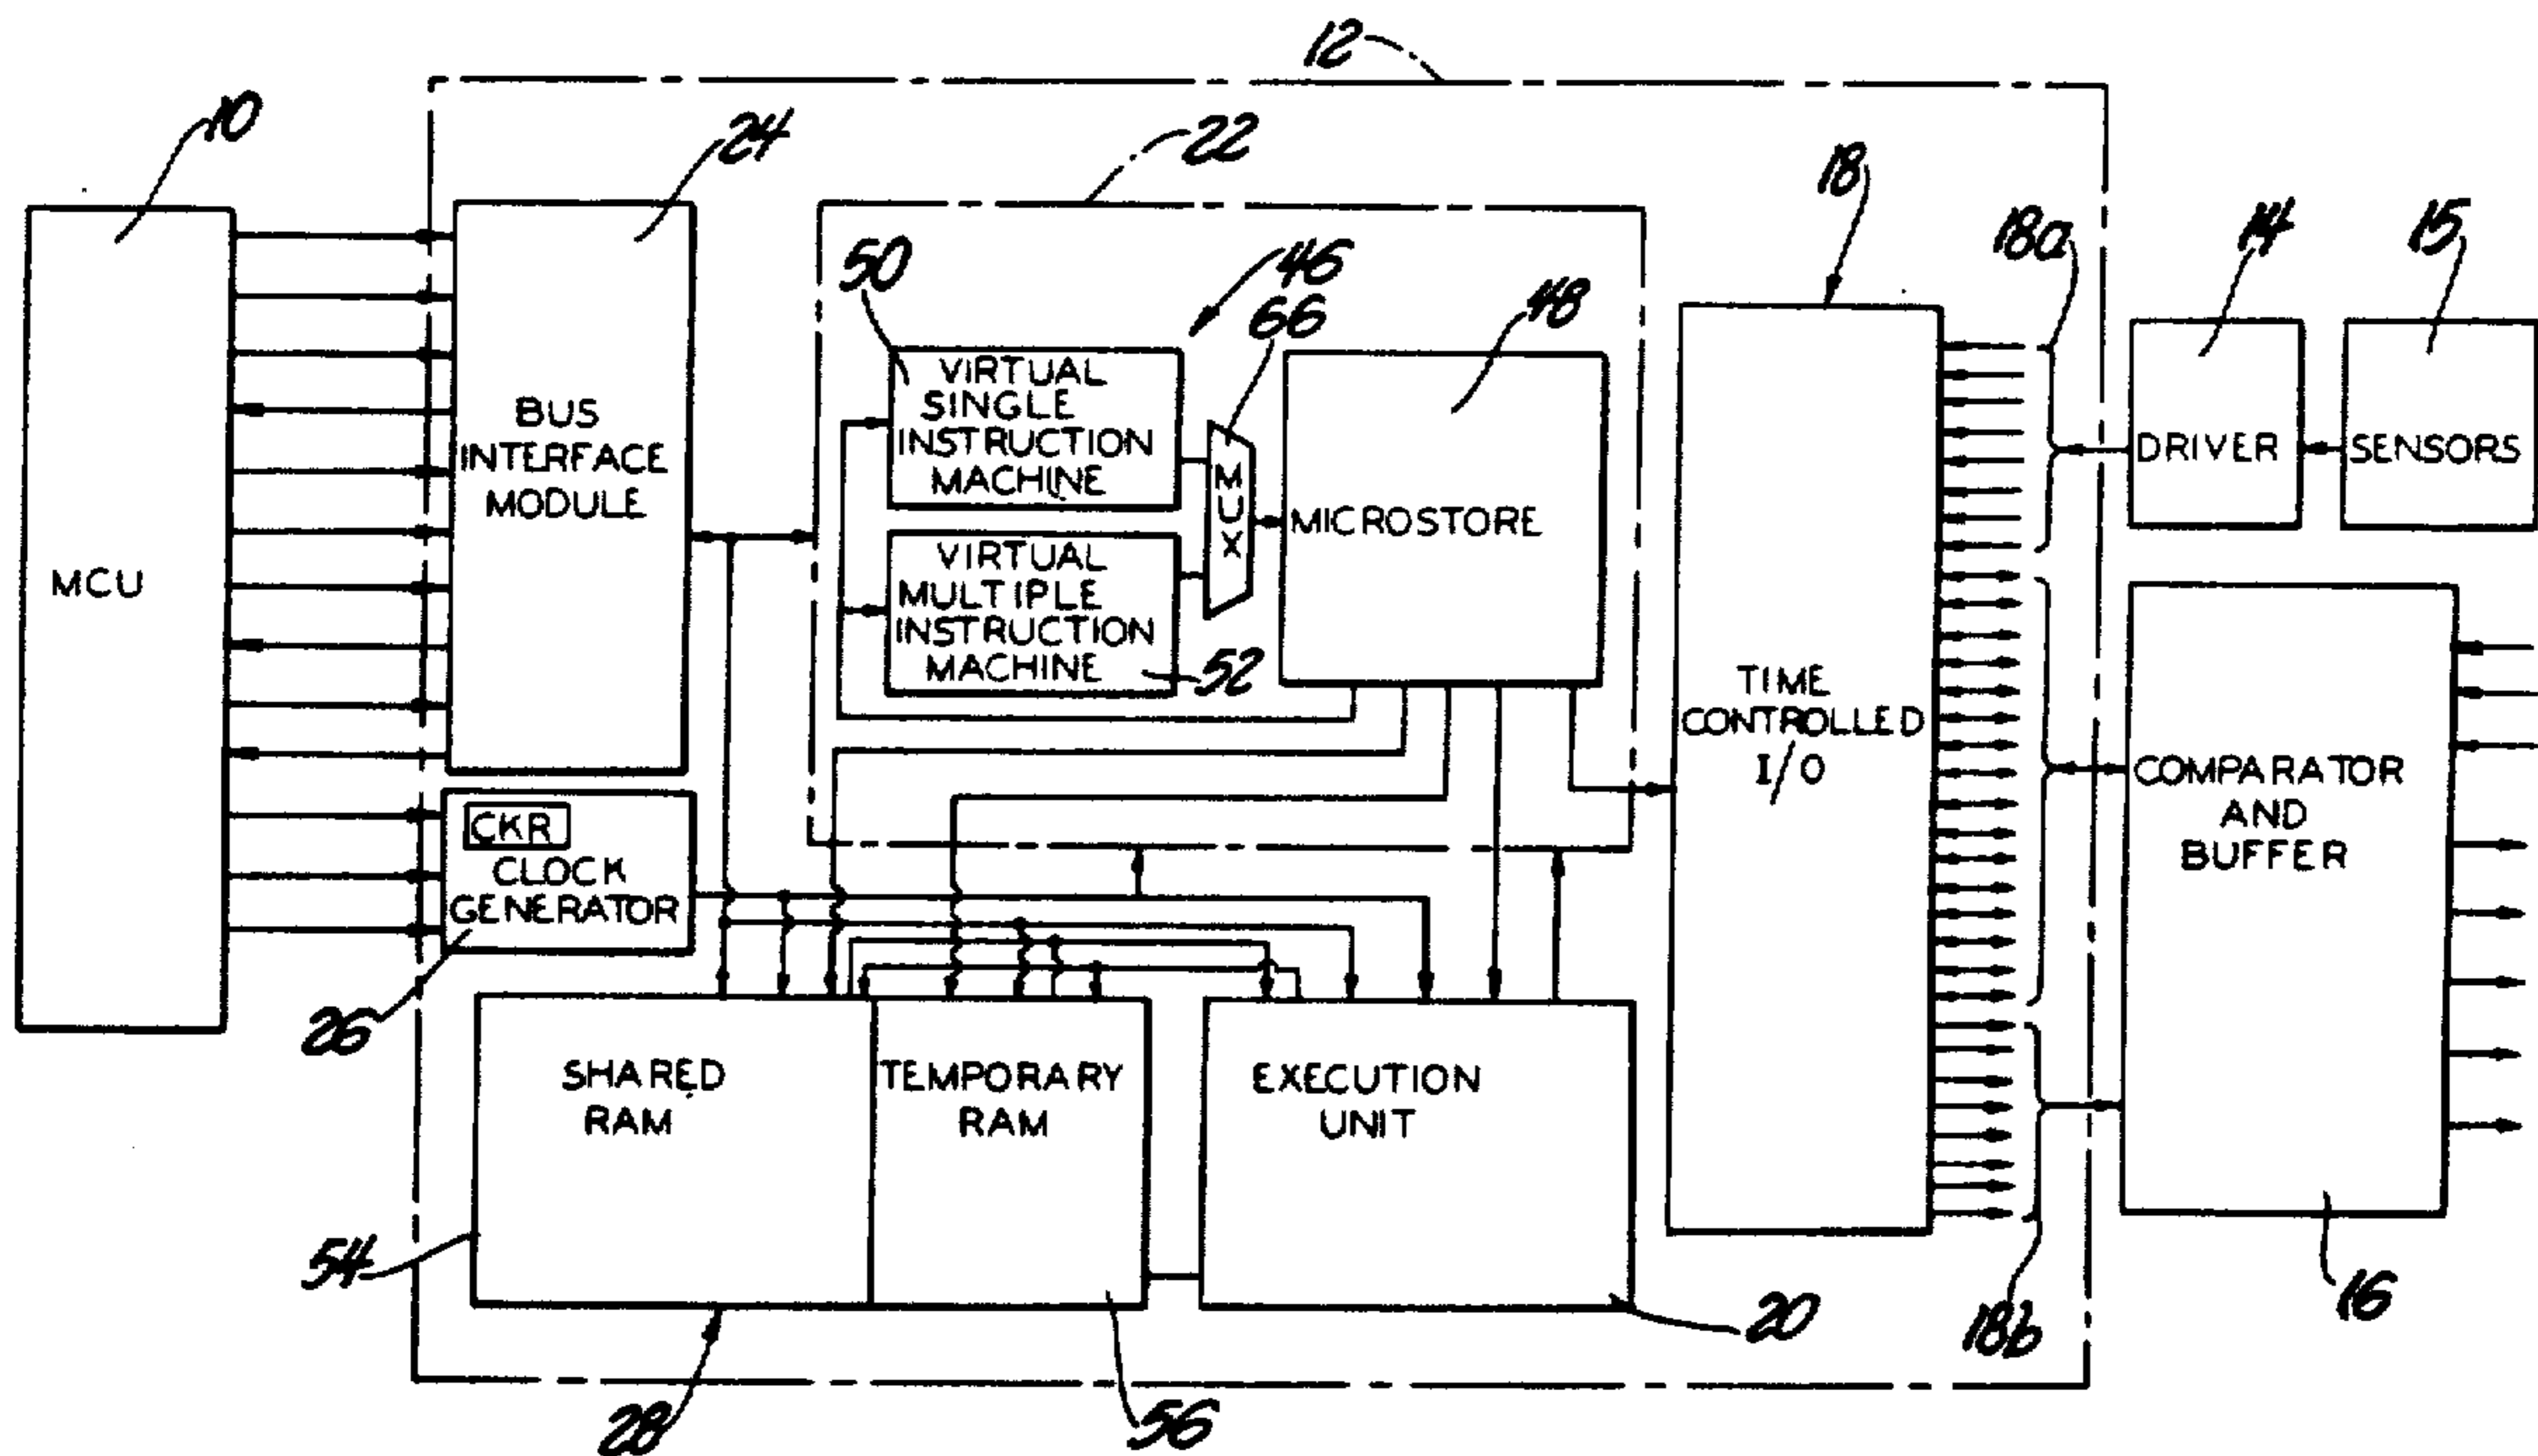 12
10
24
22
18
18a
14
15
50
46
66
48
VIRTUAL
SINGLE
INSTRUCTION
MACHINE
MUX
BUS
INTERFACE
MODULE
DRIVER
SENSORS
MICROSTORE
MCU
VIRTUAL
MULTIPLE
INSTRUCTION
MACHINE
52
TIME
CONTROLLED
I/O
COMPARATOR
AND
BUFFER
CKR
CLOCK
GENERATOR
26
SHARED
RAM
TEMPORARY
RAM
EXECUTION
UNIT
54
28
56
20
18b
16